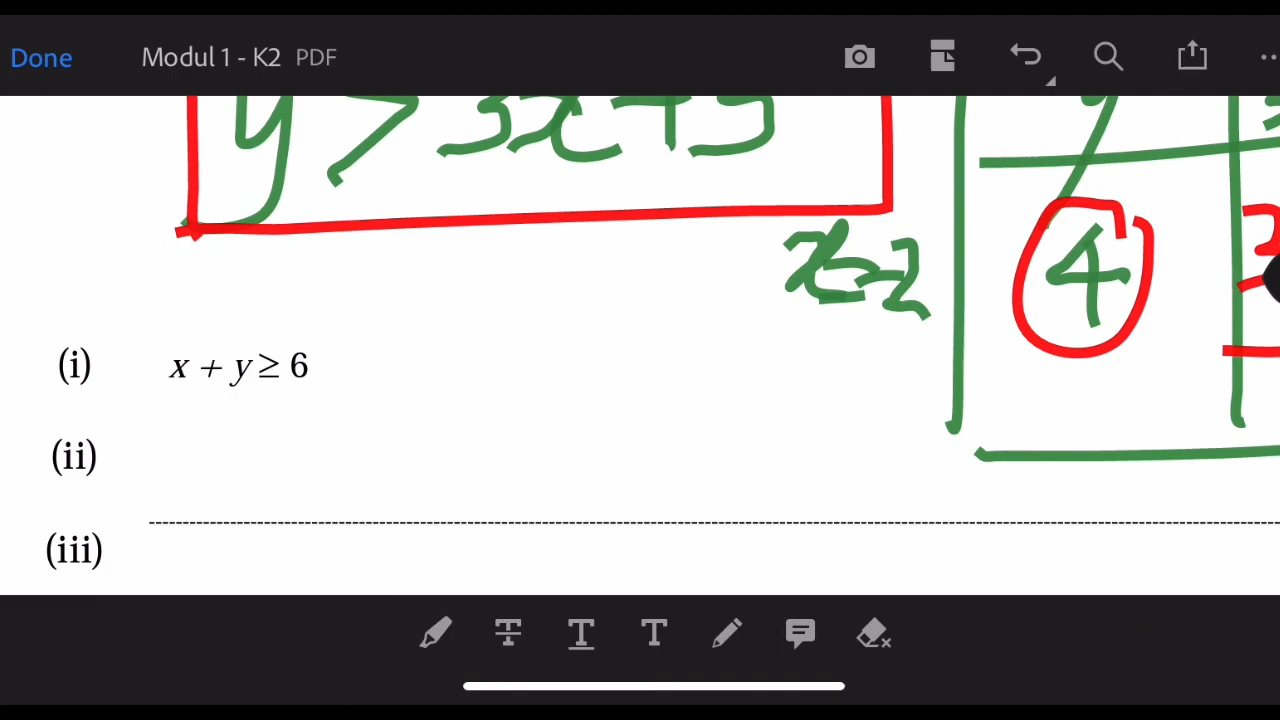 Done Modul 1 - K2 PDF
y > 3x+5 y
x=-2 4
(i) x + y ≥ 6
(ii)
(iii)
T T T